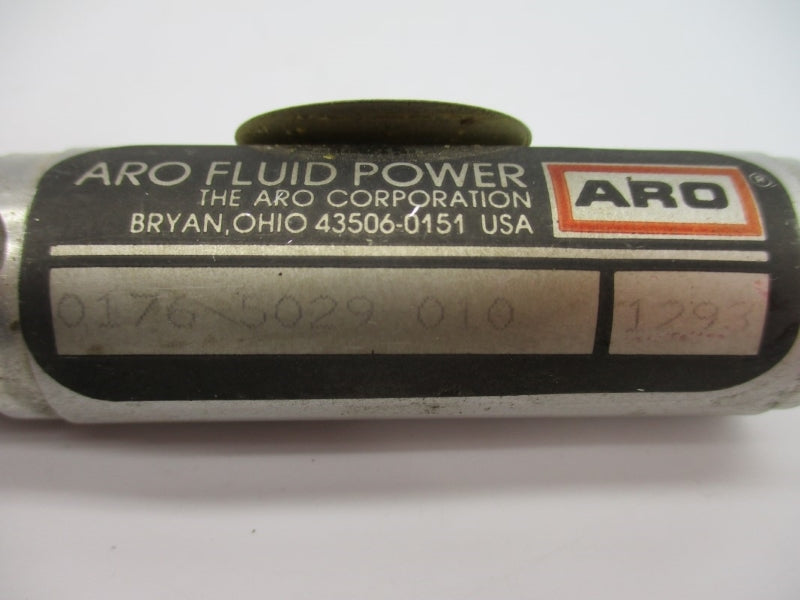 ARO FLUID POWER
THE ARO CORPORATION
BRYAN, OHIO 43506-0151 USA
ARO ®
0176 5029 010
1293